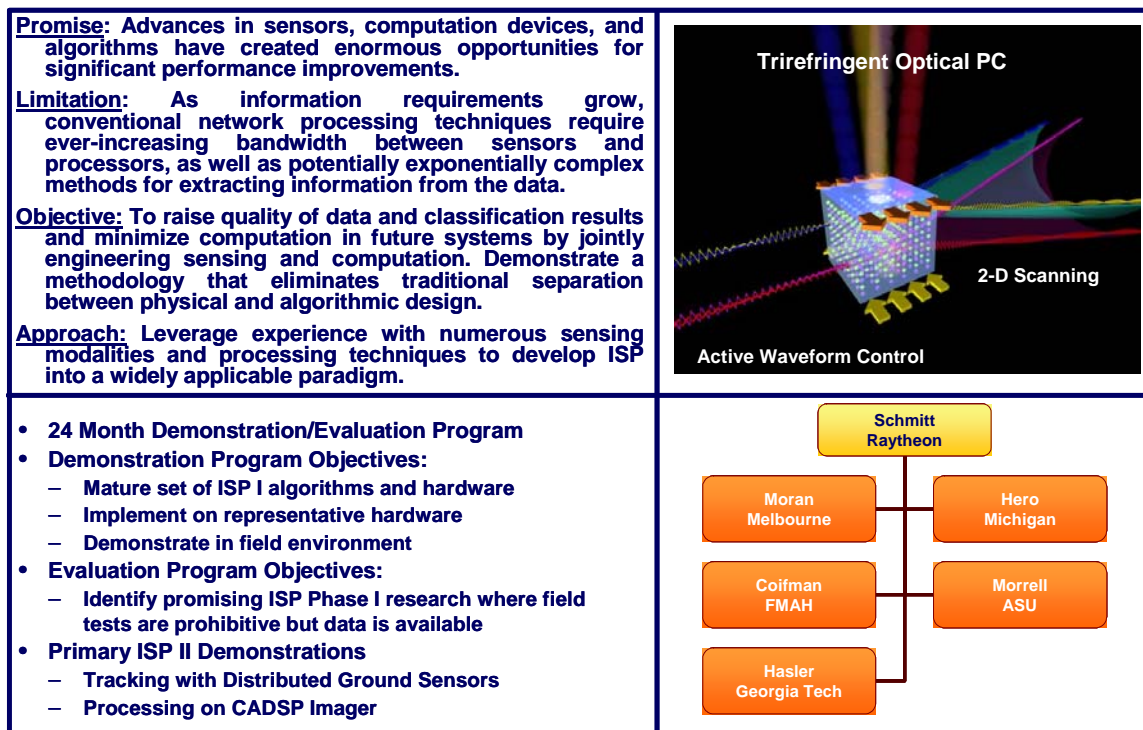 Promise: Advances in sensors, computation devices, and
algorithms have created enormous opportunities for
significant performance improvements.
Limitation: As information requirements grow,
conventional network processing techniques require
ever-increasing bandwidth between sensors and
processors, as well as potentially exponentially complex
methods for extracting information from the data.
Objective: To raise quality of data and classification results
and minimize computation in future systems by jointly
engineering sensing and computation. Demonstrate a
methodology that eliminates traditional separation
between physical and algorithmic design.
Approach: Leverage experience with numerous sensing
modalities and processing techniques to develop ISP
into a widely applicable paradigm.
Trirefringent Optical PC
2-D Scanning
Active Waveform Control
• 24 Month Demonstration/Evaluation Program
• Demonstration Program Objectives:
– Mature set of ISP I algorithms and hardware
– Implement on representative hardware
– Demonstrate in field environment
• Evaluation Program Objectives:
– Identify promising ISP Phase I research where field
tests are prohibitive but data is available
• Primary ISP II Demonstrations
– Tracking with Distributed Ground Sensors
– Processing on CADSP Imager
Schmitt
Raytheon
Moran
Melbourne
Hero
Michigan
Coifman
FMAH
Morrell
ASU
Hasler
Georgia Tech